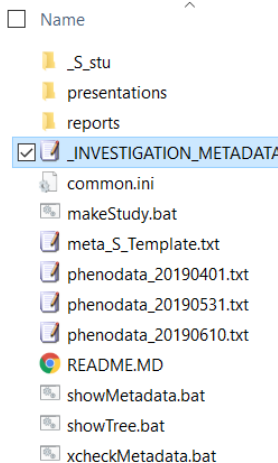 Name
_S_stu
presentations
reports
_INVESTIGATION_METADATA
common.ini
makeStudy.bat
meta_S_Template.txt
phenodata_20190401.txt
phenodata_20190531.txt
phenodata_20190610.txt
README.MD
showMetadata.bat
showTree.bat
xcheckMetadata.bat